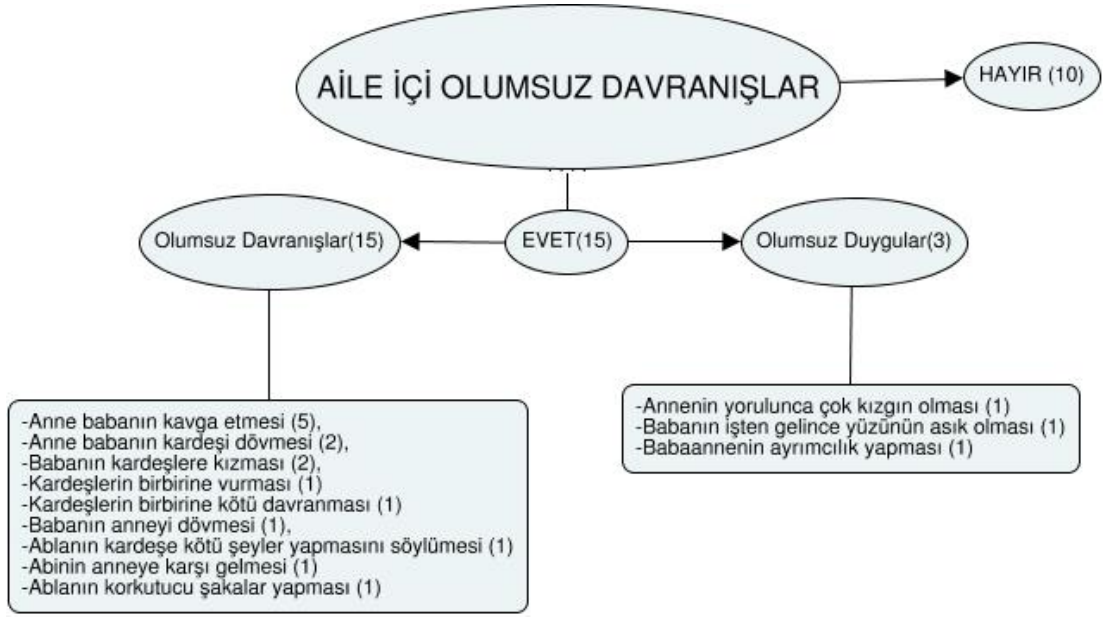 AİLE İÇİ OLUMSUZ DAVRANIŞLAR
HAYIR (10)
Olumsuz Davranışlar(15)
EVET(15)
Olumsuz Duygular(3)
-Anne babanın kavga etmesi (5),
-Anne babanın kardeşi dövmesi (2),
-Babanın kardeşlere kızması (2),
-Kardeşlerin birbirine vurması (1)
-Kardeşlerin birbirine kötü davranması (1)
-Babanın anneyi dövmesi (1),
-Ablanın kardeşe kötü şeyler yapmasını söylümesi (1)
-Abinin anneye karşı gelmesi (1)
-Ablanın korkutucu şakalar yapması (1)
-Annenin yorulunca çok kızgın olması (1)
-Babanın işten gelince yüzünün asık olması (1)
-Babaannenin ayrımcılık yapması (1)